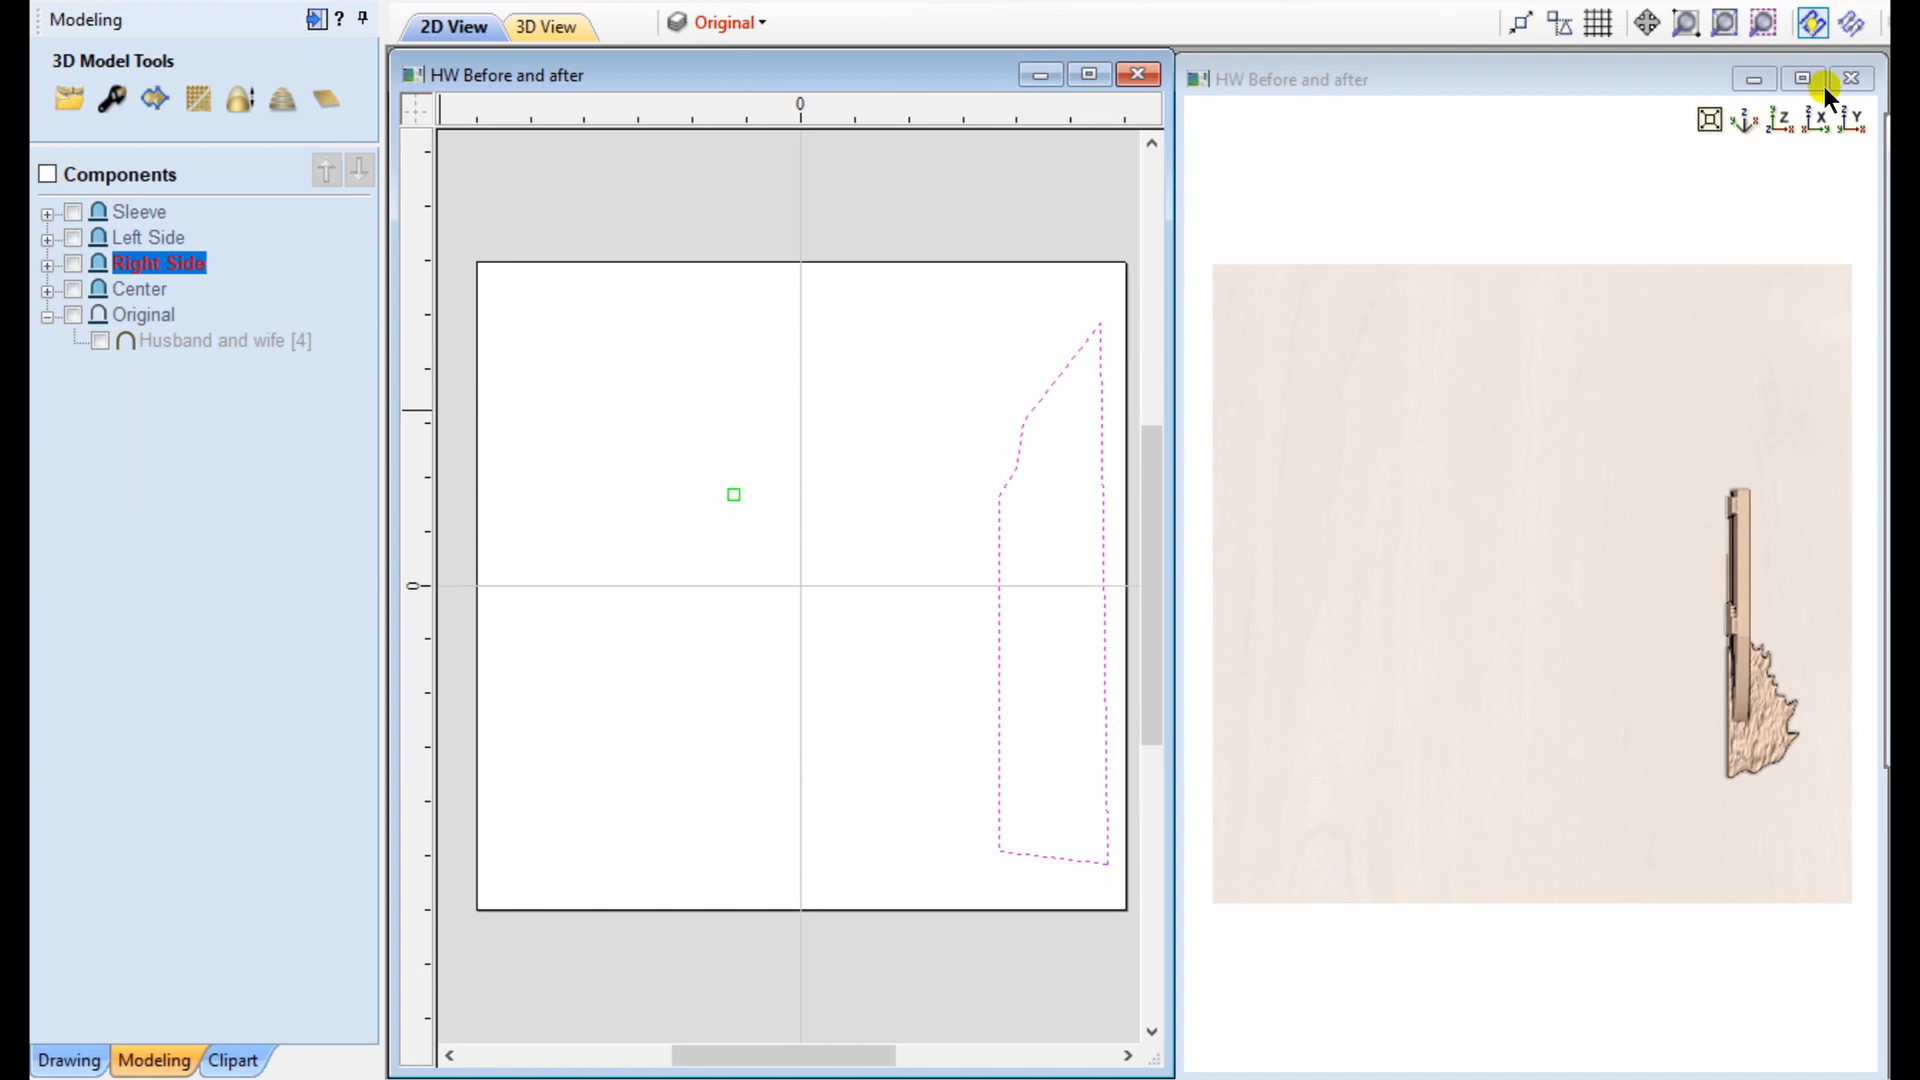 Modeling
?
2D View
3D View
Original
3D Model Tools
HW Before and after
HW Before and after
0
Components
Sleeve
Left Side
Right Side
Center
Original
Husband and wife [4]
0
Drawing
Modeling
Clipart